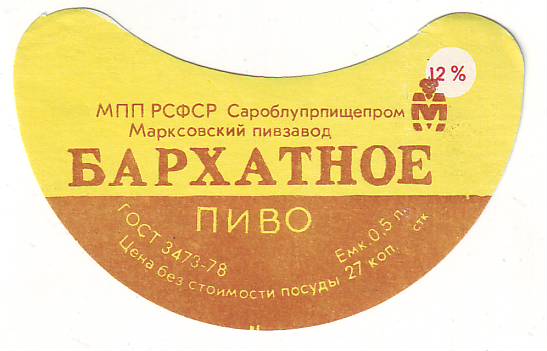 12 %
МПП РСФСР Сароблупрпищепром
М
Марксовский пивзавод
БАРХАТНОЕ
ПИВО
ГОСТ 3473-78
Емк. 0,5 л.
Цена без стоимости посуды 27 коп.
стк